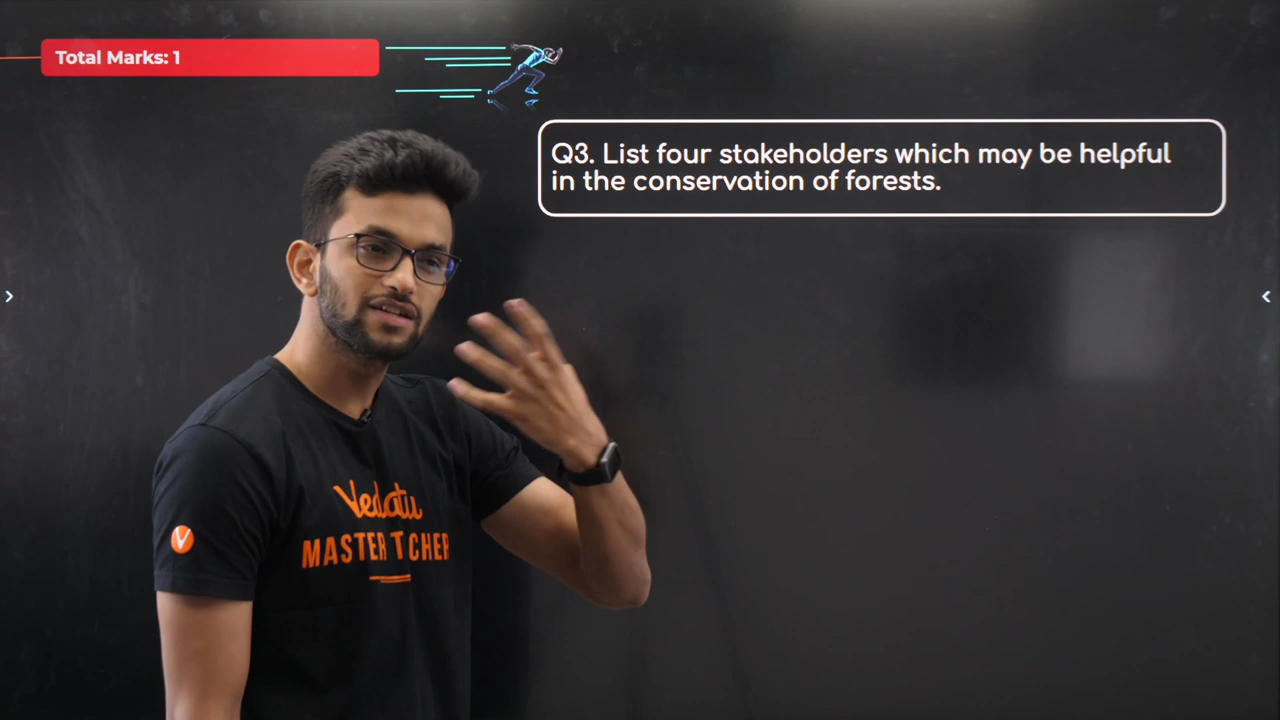 Total Marks: 1
Q3. List four stakeholders which may be helpful
in the conservation of forests.
Vedantu
MASTER T CHER
V